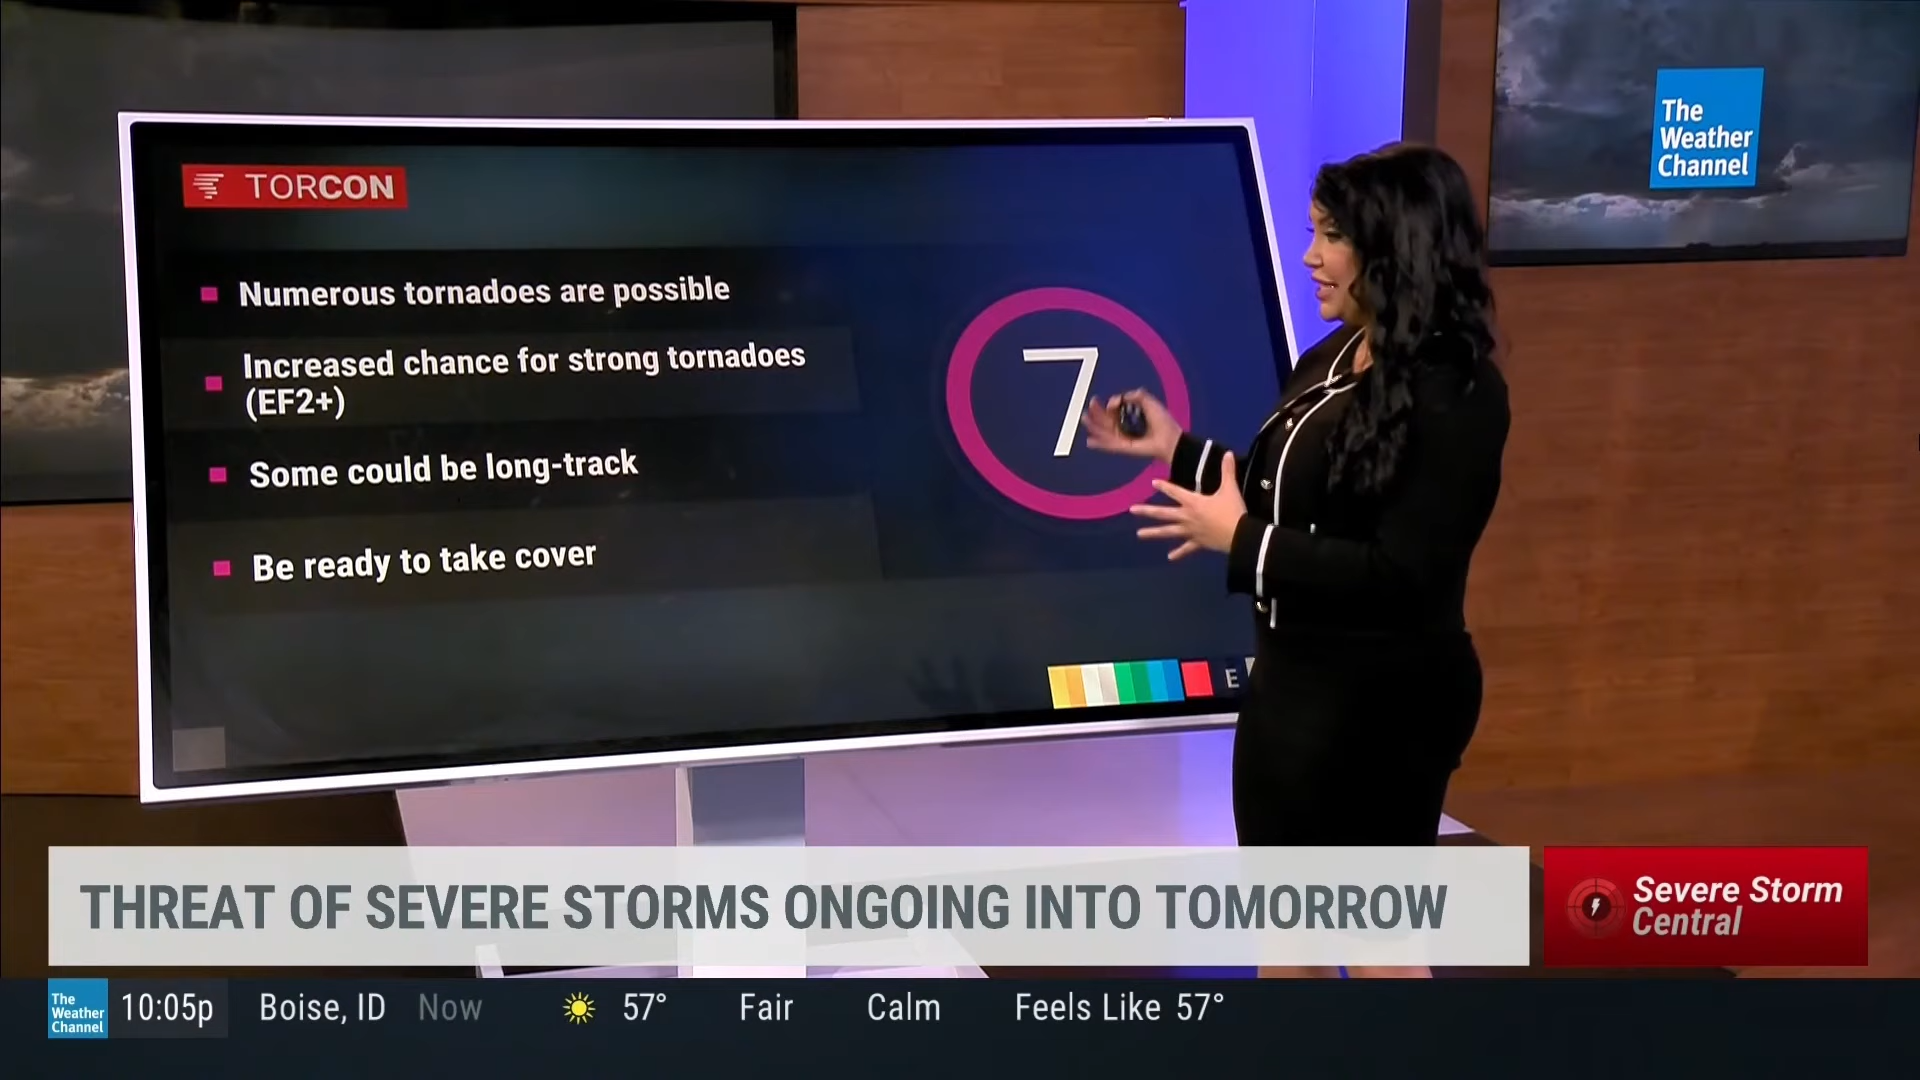 The
Weather
Channel
TORCON
Numerous tornadoes are possible
Increased chance for strong tornadoes
(EF2+)
Some could be long-track
Be ready to take cover
7
E
THREAT OF SEVERE STORMS ONGOING INTO TOMORROW
Severe Storm
Central
The
Weather
Channel
10:05p Boise, ID Now 57° Fair Calm Feels Like 57°